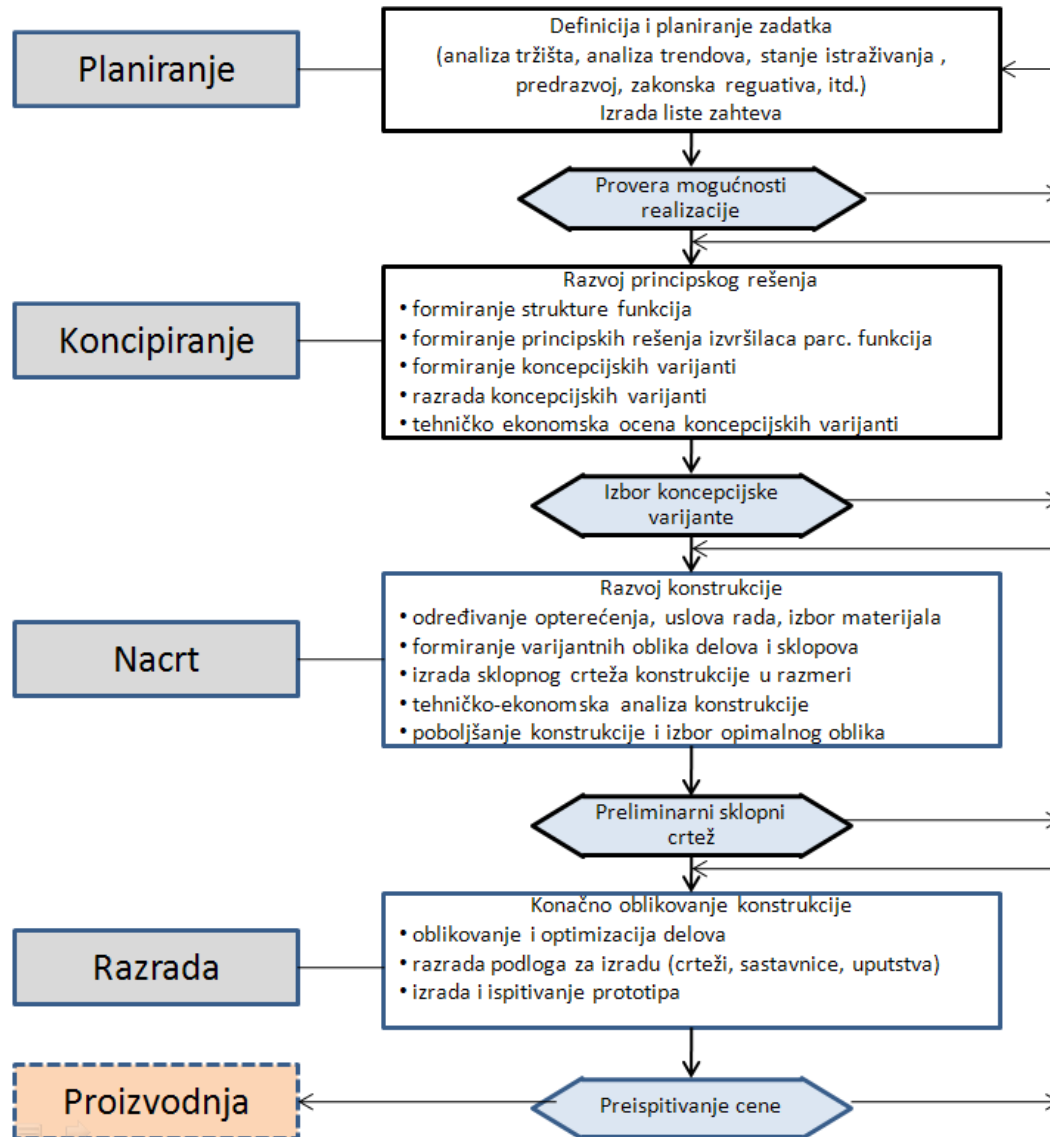 Planiranje
Definicija i planiranje zadatka
(analiza tržišta, analiza trendova, stanje istraživanja ,
predrazvoj, zakonska reguativa, itd.)
Izrada liste zahteva
Provera mogućnosti
realizacije
Koncipiranje
Razvoj principskog rešenja
• formiranje strukture funkcija
• formiranje principskih rešenja izvršilaca parc. funkcija
• formiranje koncepcijskih varijanti
• razrada koncepcijskih varijanti
• tehničko ekonomska ocena koncepcijskih varijanti
Izbor koncepcijske
varijante
Nacrt
Razvoj konstrukcije
• određivanje opterećenja, uslova rada, izbor materijala
• formiranje varijantnih oblika delova i sklopova
• izrada sklopnog crteža konstrukcije u razmeri
• tehničko-ekonomska analiza konstrukcije
• poboljšanje konstrukcije i izbor opimalnog oblika
Preliminarni sklopni
crtež
Razrada
Konačno oblikovanje konstrukcije
• oblikovanje i optimizacija delova
• razrada podloga za izradu (crteži, sastavnice, uputstva)
• izrada i ispitivanje prototipa
Proizvodnja
Preispitivanje cene